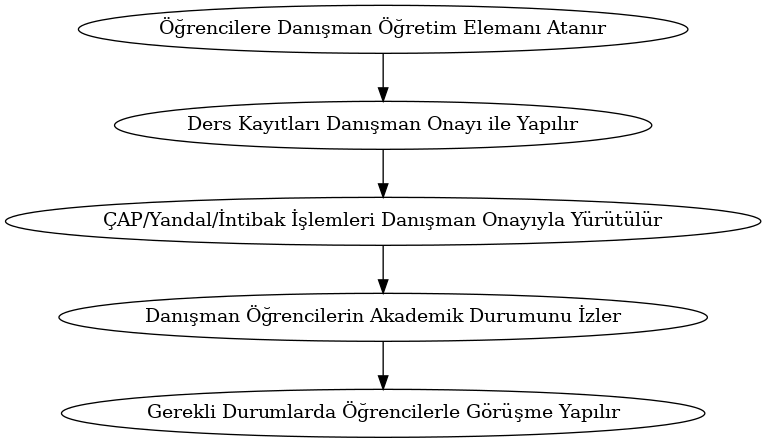 Öğrencilere Danışman Öğretim Elemanı Atanır
Ders Kayıtları Danışman Onayı ile Yapılır
ÇAP/Yandal/İntibak İşlemleri Danışman Onayıyla Yürütülür
Danışman Öğrencilerin Akademik Durumunu İzler
Gerekli Durumlarda Öğrencilerle Görüşme Yapılır